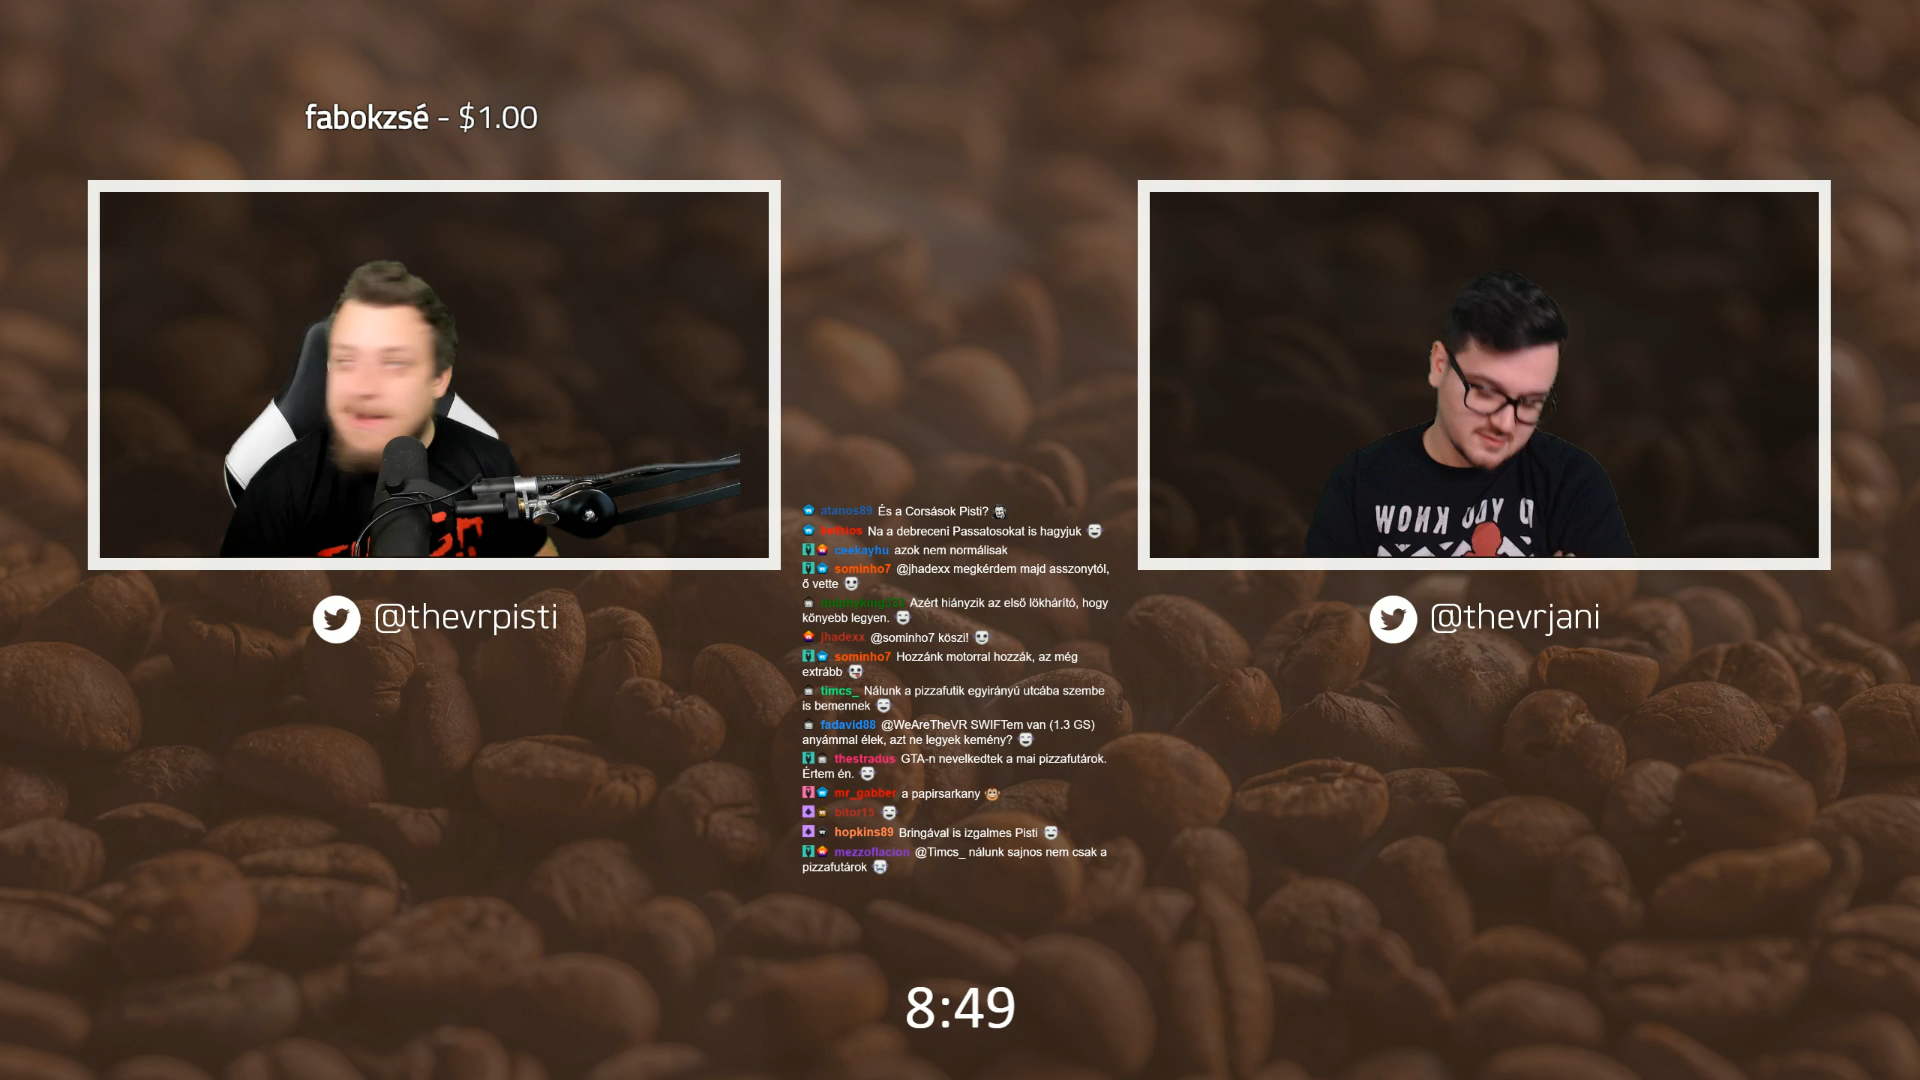 fabokzsé - $1.00
@thevrpisti
@thevrjani
atanos89 És a Corsások Pisti?
Na a debreceni Passatosokat is hagyjuk
ceekayhu azok nem normálisak
sominho7 @jhadexx megkérdem majd asszonytól,
ő vette
Azért hiányzik az első lökhárító, hogy
kőnyebb legyen.
jhadexx @sominho7 köszi!
sominho7 Hozzánk motorral hozzák, az még
extrább
timcs_ Nálunk a pizzafutik egyirányú utcába szembe
is bemennek
fadavid88 @WeAreTheVR SWIFTem van (1.3 GS)
anyámmal élek, azt ne legyek kemény?
thestradus GTA-n nevelkedtek a mai pizzafutárok.
Értem én.
mr_gabber a papirsarkany
bitor15
hopkins89 Bringával is izgalmes Pisti
mezzoflacion @Timcs_ nálunk sajnos nem csak a
pizzafutárok
8:49